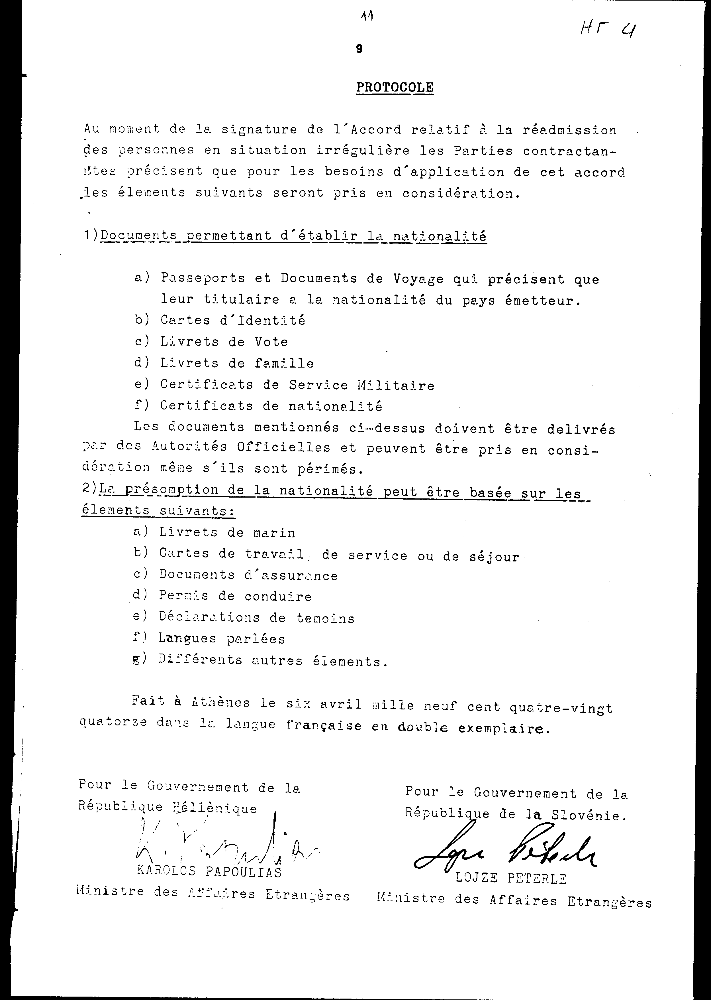 11
ΗΓ 4
9
PROTOCOLE
Au moment de la signature de l´Accord relatif à la réadmission
des personnes en situation irrégulière les Parties contractan-
tes précisent que pour les besoins d´application de cet accord
les élements suivants seront pris en considération.
1)Documents permettant d´établir la nationalité
a) Passeports et Documents de Voyage qui précisent que
leur titulaire a la nationalité du pays émetteur.
b) Cartes d´Identité
c) Livrets de Vote
d) Livrets de famille
e) Certificats de Service Militaire
f) Certificats de nationalité
Les documents mentionnés ci-dessus doivent être delivrés
par des Autorités Officielles et peuvent être pris en consi-
dération même s´ils sont périmés.
2)La présomption de la nationalité peut être basée sur les
élements suivants:
a) Livrets de marin
b) Cartes de travail, de service ou de séjour
c) Documents d´assurance
d) Permis de conduire
e) Déclarations de temoins
f) Langues parlées
g) Différents autres élements.
Fait à Athènes le six avril mille neuf cent quatre-vingt
quatorze dans la langue française en double exemplaire.
Pour le Gouvernement de la
République Héllènique
Pour le Gouvernement de la
République de la Slovénie.
K. Papoulias
Lojze Peterle
KAROLOS PAPOULIAS
LOJZE PETERLE
Ministre des Affaires Etrangères
Ministre des Affaires Etrangères